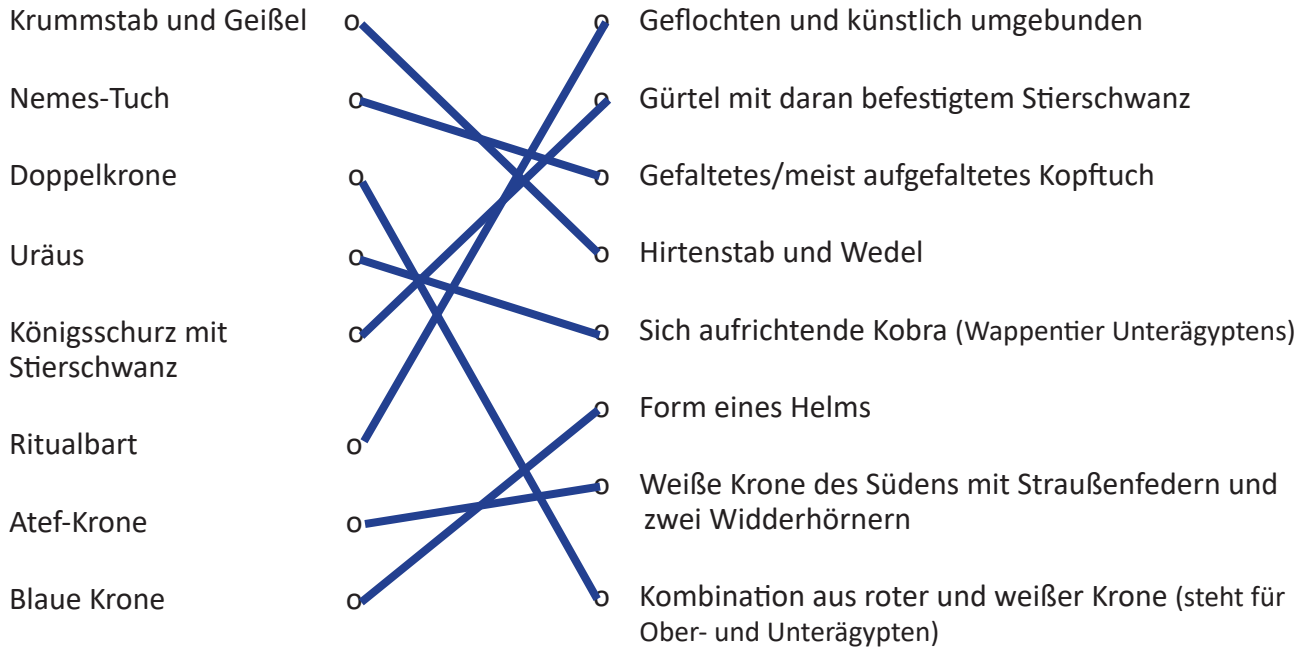 Krummstab und Geißel o o Geflochten und künstlich umgebunden
Nemes-Tuch o o Gürtel mit daran befestigtem Stierschwanz
Doppelkrone o o Gefaltetes/meist aufgefaltetes Kopftuch
Uräus o o Hirtenstab und Wedel
Königsschurz mit o o Sich aufrichtende Kobra (Wappentier Unterägyptens)
Stierschwanz
o Form eines Helms
Ritualbart o
o Weiße Krone des Südens mit Straußenfedern und
Atef-Krone o zwei Widderhörnern
Blaue Krone o o Kombination aus roter und weißer Krone (steht für
Ober- und Unterägypten)